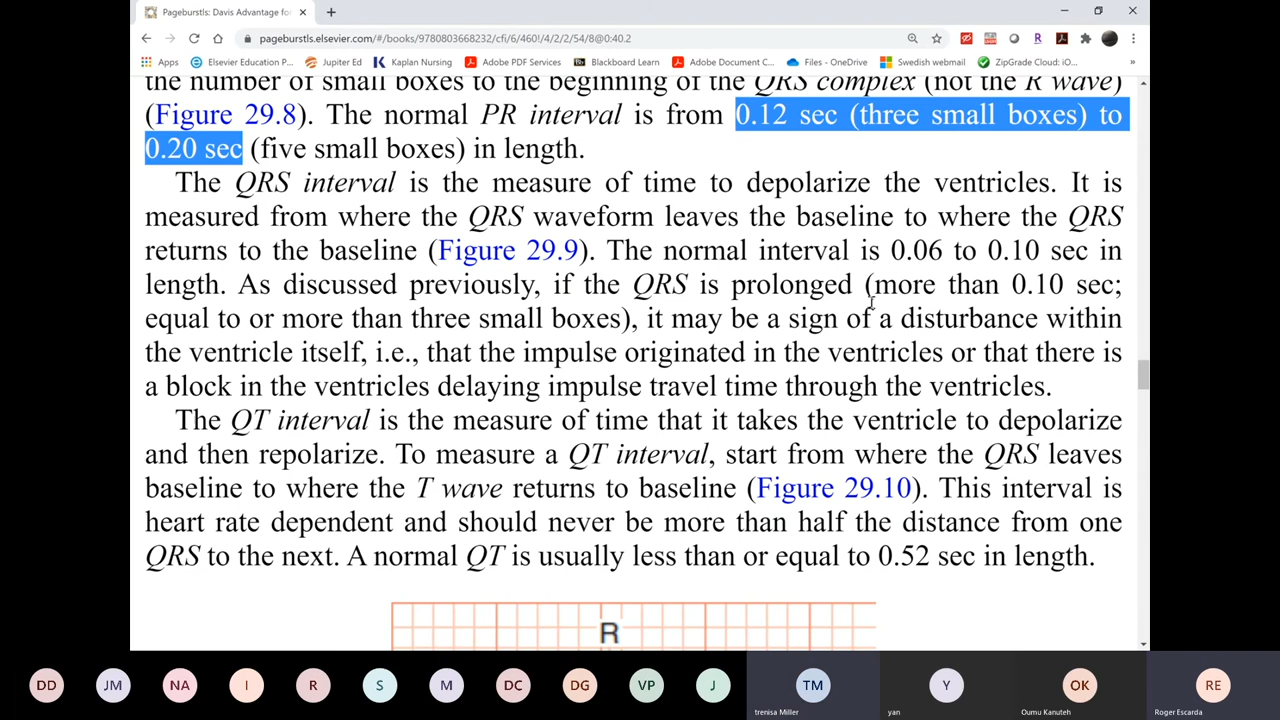 Pageburstls: Davis Advantage for
pageburstls.elsevier.com/#/books/9780803668232/cfi/6/460!/4/2/2/54/8@0:40.2
Apps Elsevier Education P... Jupiter Ed Kaplan Nursing Adobe PDF Services Blackboard Learn Adobe Document C... Files - OneDrive Swedish webmail ZipGrade Cloud: iO...
the number of small boxes to the beginning of the QRS complex (not the R wave)
(Figure 29.8). The normal PR interval is from 0.12 sec (three small boxes) to
0.20 sec (five small boxes) in length.
The QRS interval is the measure of time to depolarize the ventricles. It is
measured from where the QRS waveform leaves the baseline to where the QRS
returns to the baseline (Figure 29.9). The normal interval is 0.06 to 0.10 sec in
length. As discussed previously, if the QRS is prolonged (more than 0.10 sec;
equal to or more than three small boxes), it may be a sign of a disturbance within
the ventricle itself, i.e., that the impulse originated in the ventricles or that there is
a block in the ventricles delaying impulse travel time through the ventricles.
The QT interval is the measure of time that it takes the ventricle to depolarize
and then repolarize. To measure a QT interval, start from where the QRS leaves
baseline to where the T wave returns to baseline (Figure 29.10). This interval is
heart rate dependent and should never be more than half the distance from one
QRS to the next. A normal QT is usually less than or equal to 0.52 sec in length.
R
DD JM NA I R S M DC DG VP J TM Y OK RE
trenisa Miller yan Oumu Kanuteh Roger Escarda